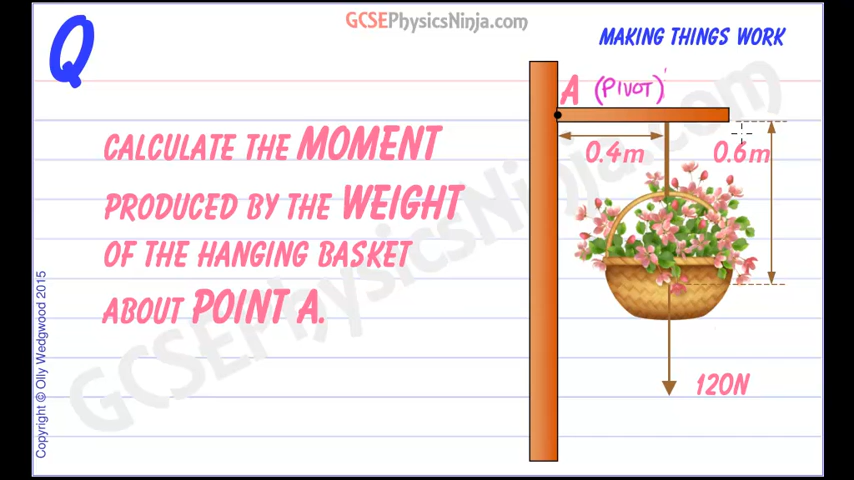 GCSEPhysicsNinja.com
Q
MAKING THINGS WORK
A (PIVOT)
CALCULATE THE MOMENT
0.4m
0.6m
PRODUCED BY THE WEIGHT
OF THE HANGING BASKET
ABOUT POINT A.
120N
Copyright © Olly Wedgwood 2015
GCSEPhysicsNinja.com